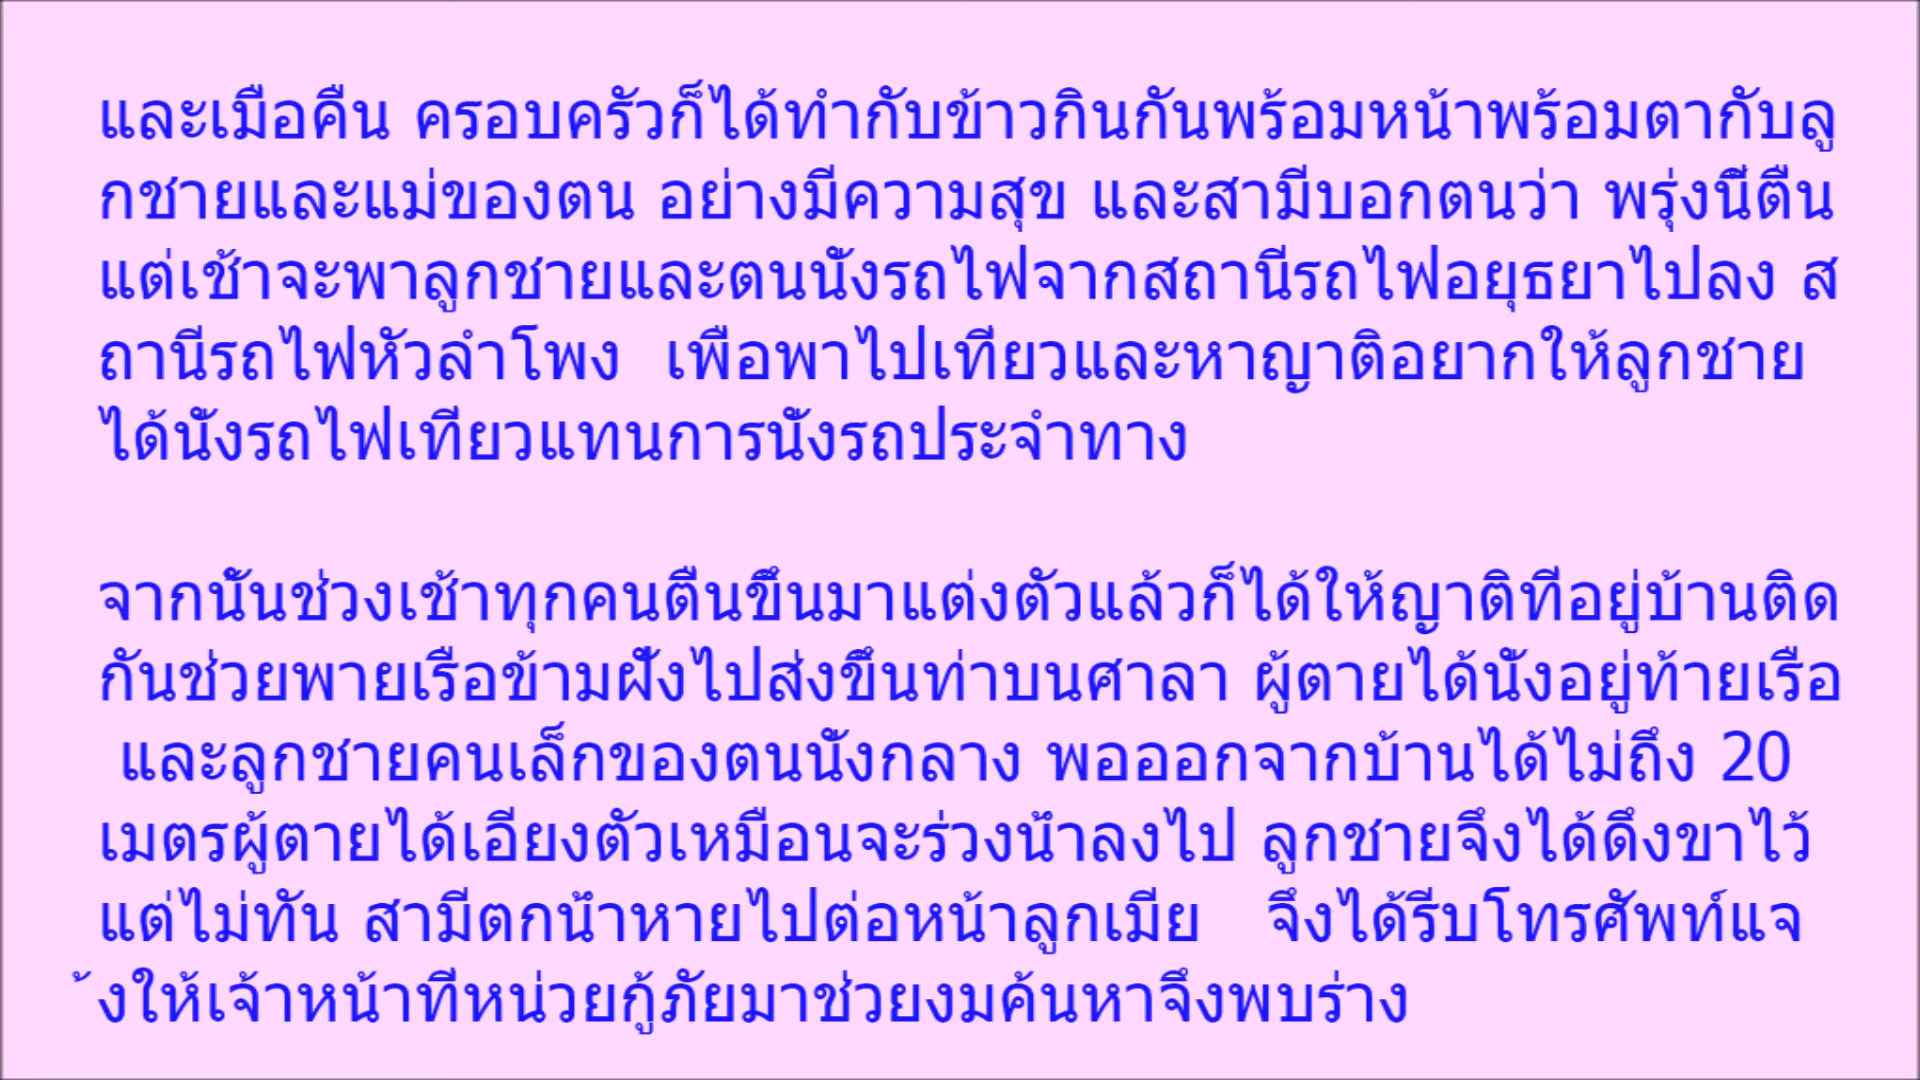 และเมื่อคืน ครอบครัวก็ได้ทำกับข้าวกินกันพร้อมหน้าพร้อมตากับลู
กชายและแม่ของตน อย่างมีความสุข และสามีบอกตนว่า พรุ่งนี้ตื่น
แต่เช้าจะพาลูกชายและตนนั่งรถไฟจากสถานีรถไฟอยุธยาไปลง ส
ถานีรถไฟหัวลำโพง เพื่อพาไปเที่ยวและหาญาติอยากให้ลูกชาย
ได้นั่งรถไฟเที่ยวแทนการนั่งรถประจำทาง
จากนั้นช่วงเช้าทุกคนตื่นขึ้นมาแต่งตัวแล้วก็ได้ให้ญาติที่อยู่บ้านติด
กันช่วยพายเรือข้ามฝั่งไปส่งขึ้นท่าบนศาลา ผู้ตายได้นั่งอยู่ท้ายเรือ
และลูกชายคนเล็กของตนนั่งกลาง พอออกจากบ้านได้ไม่ถึง 20
เมตรผู้ตายได้เอียงตัวเหมือนจะร่วงน้ำลงไป ลูกชายจึงได้ดึงขาไว้
แต่ไม่ทัน สามีตกน้ำหายไปต่อหน้าลูกเมีย จึงได้รีบโทรศัพท์แจ
้งให้เจ้าหน้าที่หน่วยกู้ภัยมาช่วยงมค้นหาจึงพบร่าง